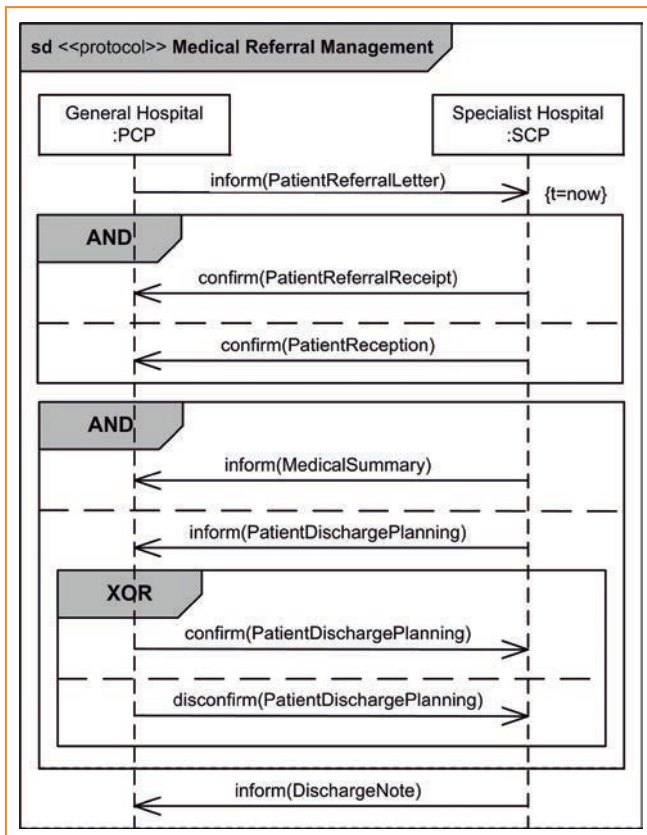 sd <<protocol>> Medical Referral Management
General Hospital
:PCP
Specialist Hospital
:SCP
inform(PatientReferralLetter)
{t=now}
AND
confirm(PatientReferralReceipt)
confirm(PatientReception)
AND
inform(MedicalSummary)
inform(PatientDischargePlanning)
XOR
confirm(PatientDischargePlanning)
disconfirm(PatientDischargePlanning)
inform(DischargeNote)